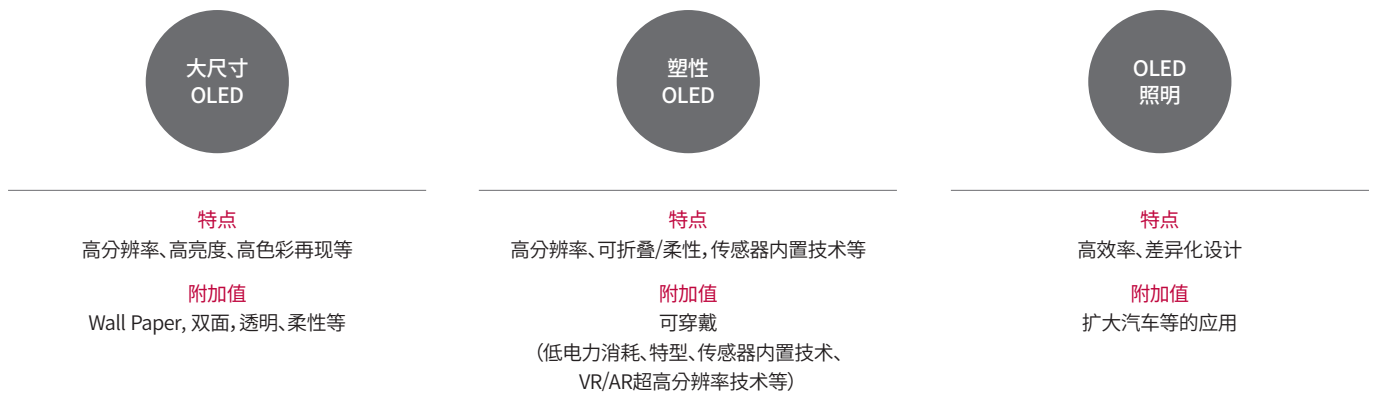 大尺寸
OLED
特点
高分辨率、高亮度、高色彩再现等
附加值
Wall Paper, 双面，透明、柔性等
塑性
OLED
特点
高分辨率、可折叠/柔性，传感器内置技术等
附加值
可穿戴
（低电力消耗、特型、传感器内置技术、
VR/AR超高分辨率技术等）
OLED
照明
特点
高效率、差异化设计
附加值
扩大汽车等的应用